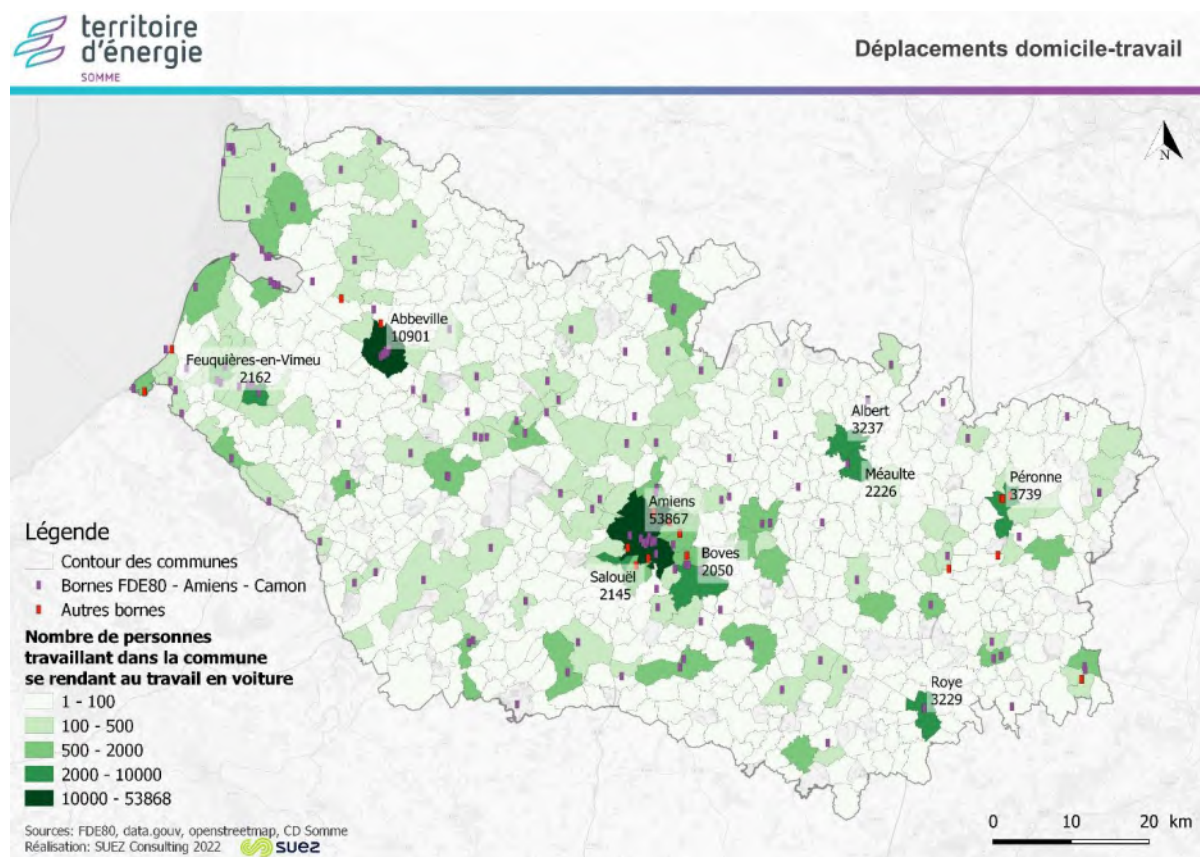 territoire
d'énergie
SOMME
Déplacements domicile-travail
N
Abbeville
10901
Feuquières-en-Vimeu
2162
Albert
3237
Méaulte
2226
Péronne
3739
Amiens
53867
Boves
2050
Salouël
2145
Roye
3229
Légende
Contour des communes
Bornes FDE80 - Amiens - Camon
Autres bornes
Nombre de personnes
travaillant dans la commune
se rendant au travail en voiture
1 - 100
100 - 500
500 - 2000
2000 - 10000
10000 - 53868
Sources: FDE80, data.gouv, openstreetmap, CD Somme
Réalisation: SUEZ Consulting 2022 suez
0 10 20 km